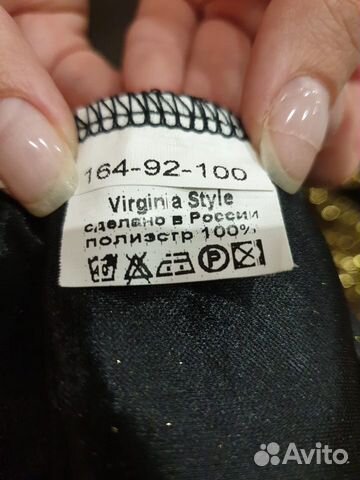 164-92-100
Virginia Style
сделано в России
полиэстр 100%
P
Avito